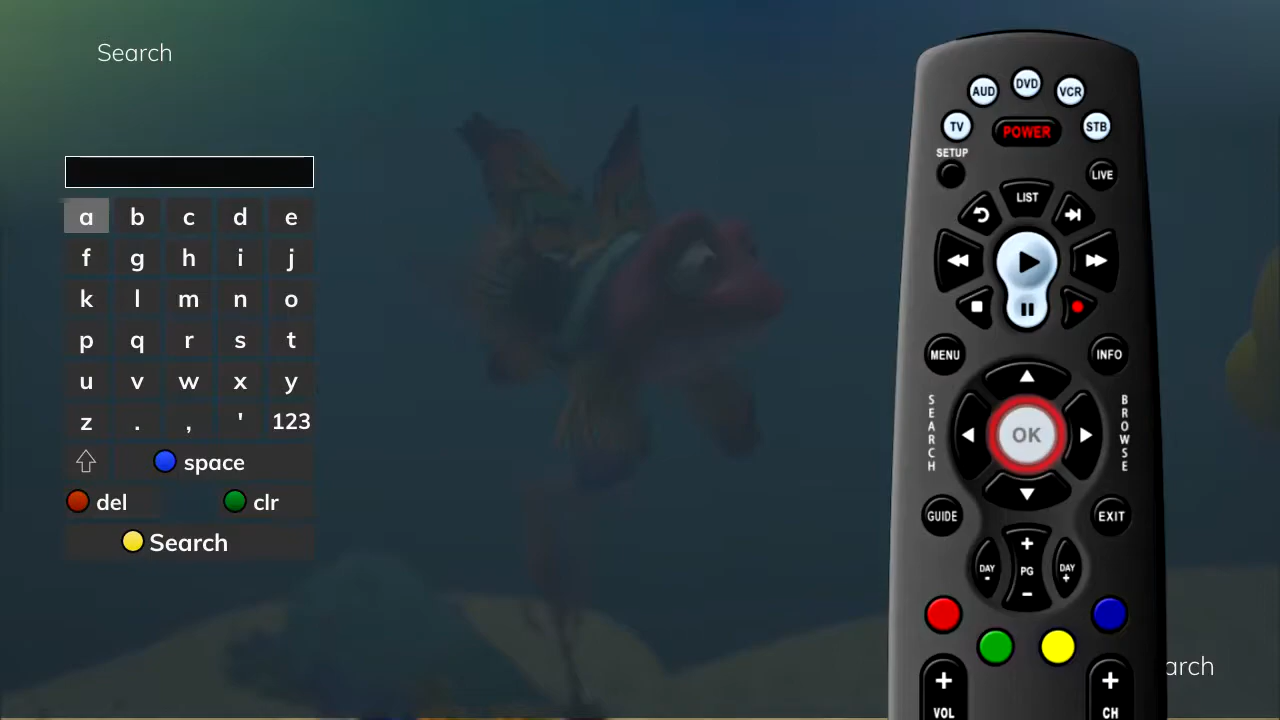 Search
a b c d e
f g h i j
k l m n o
p q r s t
u v w x y
z . , ' 123
space
del clr
Search
AUD DVD VCR
TV POWER STB
SETUP
LIVE
LIST
MENU INFO
SEARCH
OK
BROWSE
GUIDE EXIT
+
DAY - PG DAY +
-
+ +
VOL CH
arch